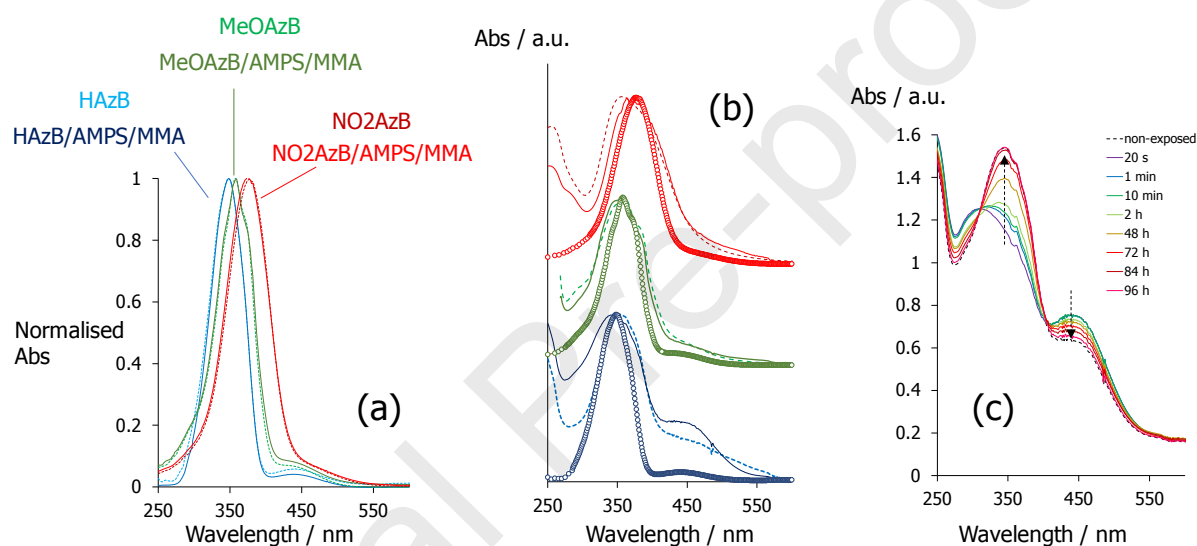 MeOAzB
MeOAzB/AMPS/MMA
HAzB
HAzB/AMPS/MMA
NO2AzB
NO2AzB/AMPS/MMA
Normalised
Abs
1
0.8
0.6
0.4
0.2
0
250
350
450
550
Wavelength / nm
(a)
Abs / a.u.
(b)
250
350
450
550
Wavelength / nm
Abs / a.u.
1.6
1.4
1.2
1.0
0.8
0.6
0.4
0.2
250
350
450
550
Wavelength / nm
(c)
non-exposed
20 s
1 min
10 min
2 h
48 h
72 h
84 h
96 h